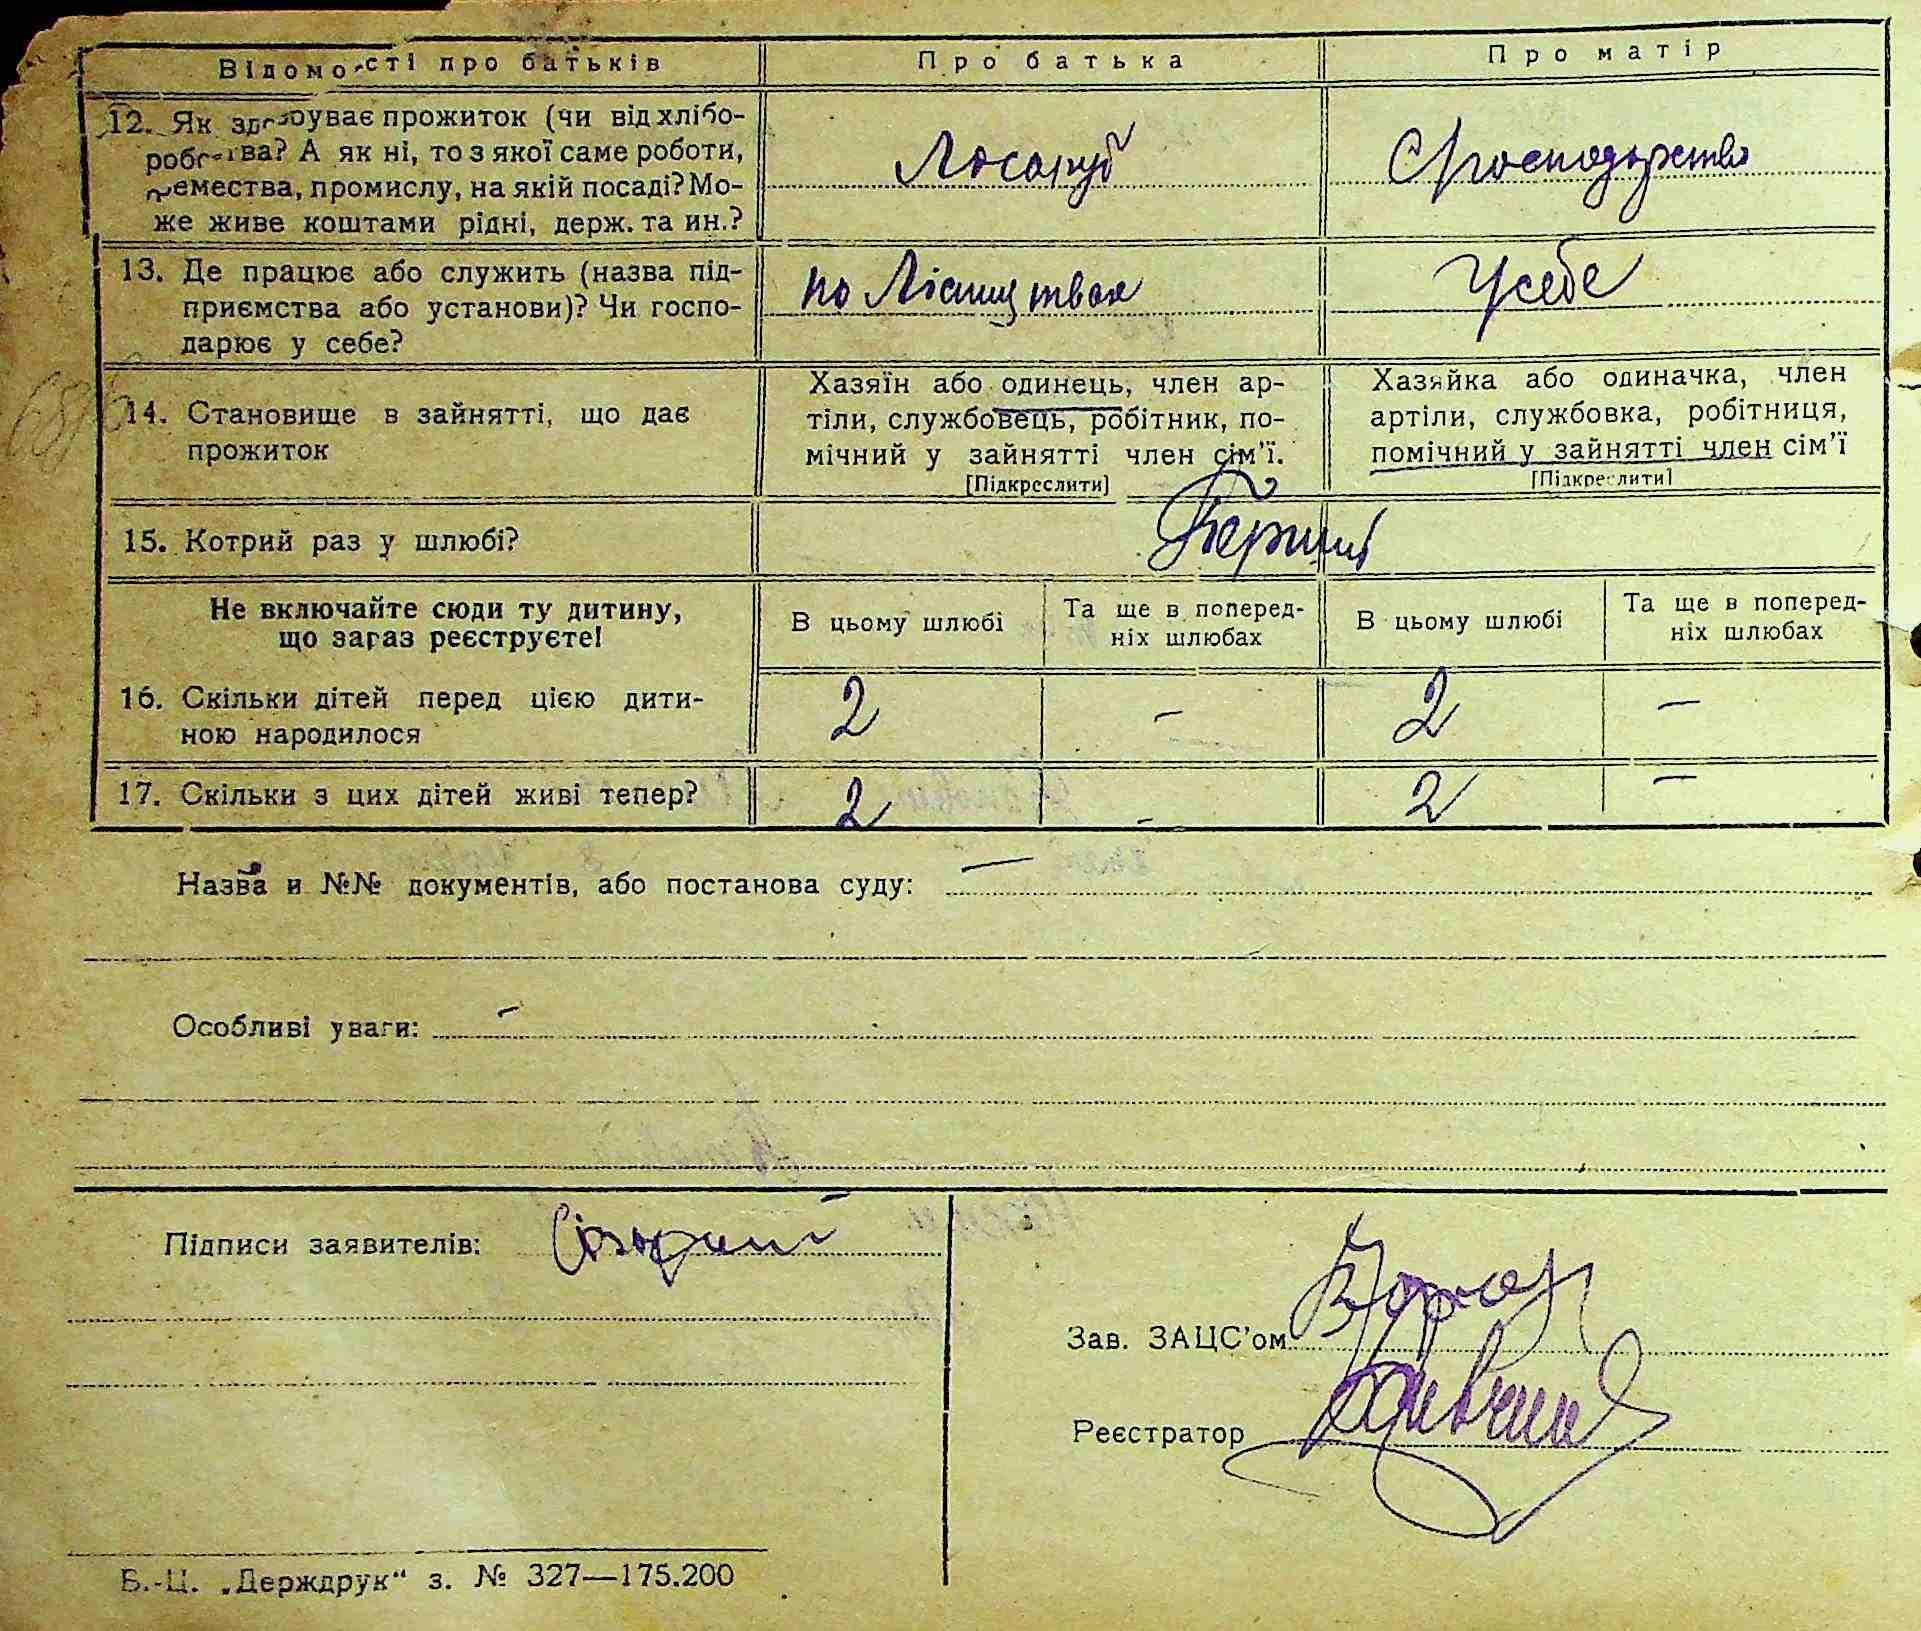 Відомості про батьків
Про батька
Про матір
12. Як здобуває прожиток (чи від хлібо-
робства? А як ні, то з якої саме роботи,
ремества, промислу, на якій посаді? Мо-
же живе коштами рідні, держ. та ин.?
Лісоруб
Господарство
13. Де працює або служить (назва під-
приємства або установи)? Чи госпо-
дарює у себе?
по Лісництвах
У себе
14. Становище в зайнятті, що дає
прожиток
Хазяїн або одинець, член ар-
тіли, службовець, робітник, по-
мічний у зайнятті член сім’ї.
[Підкреслити]
Хазяйка або одиначка, член
артіли, службовка, робітниця,
помічний у зайнятті член сім’ї
[Підкреслити]
15. Котрий раз у шлюбі?
Перший
Не включайте сюди ту дитину,
що зараз реєструєте!
В цьому шлюбі
Та ще в поперед-
ніх шлюбах
В цьому шлюбі
Та ще в поперед-
ніх шлюбах
16. Скільки дітей перед цією дити-
ною народилося
2 – 2 –
17. Скільки з цих дітей живі тепер?
2 – 2 –
Назва и №№ документів, або постанова суду: –
Особливі уваги: –
Підписи заявителів:
Зав. ЗАЦС’ом
Реєстратор
Б.-Ц. „Держдрук“ з. № 327—175.200